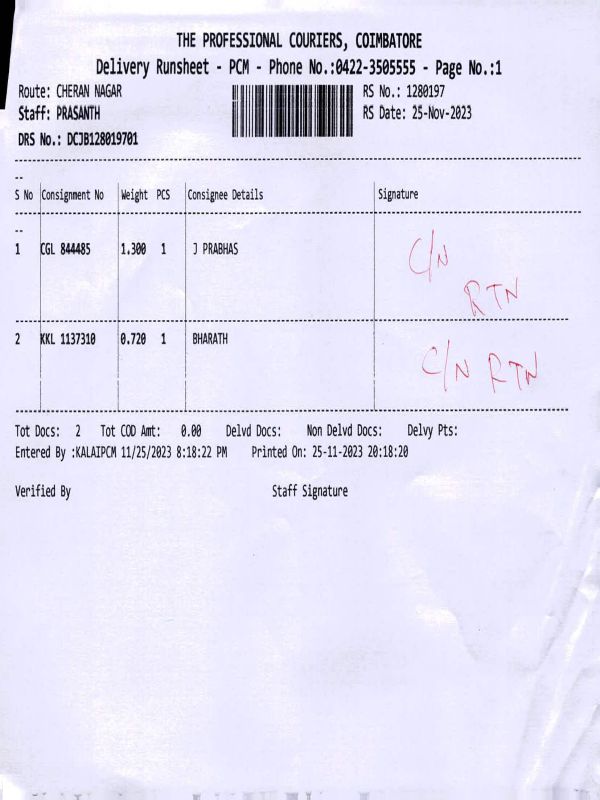 THE PROFESSIONAL COURIERS, COIMBATORE
Delivery Runsheet - PCM - Phone No.:0422-3505555 - Page No.:1
Route: CHERAN NAGAR RS No.: 1280197
Staff: PRASANTH RS Date: 25-Nov-2023
DRS No.: DCJB128019701
--
S No Consignment No Weight PCS Consignee Details Signature
--
1 CGL 844485 1.300 1 J PRABHAS C/N
RTN
2 KKL 1137310 0.720 1 BHARATH C/N RTN
Tot Docs: 2 Tot COD Amt: 0.00 Delvd Docs: Non Delvd Docs: Delvy Pts:
Entered By :KALAIPCM 11/25/2023 8:18:22 PM Printed On: 25-11-2023 20:18:20
Verified By Staff Signature